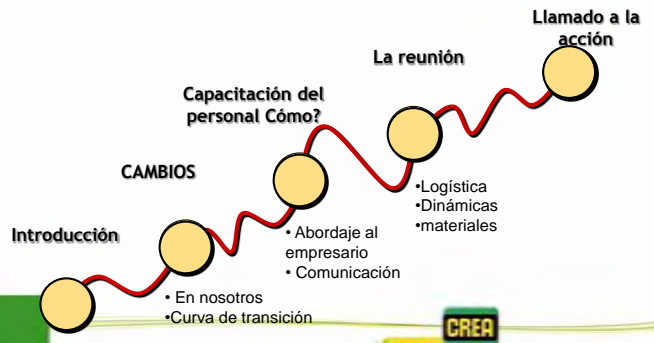 Llamado a la
acción
La reunión
Capacitación del
personal Cómo?
CAMBIOS
•Logística
•Dinámicas
•materiales
Introducción
• Abordaje al
empresario
• Comunicación
• En nosotros
•Curva de transición
CREA